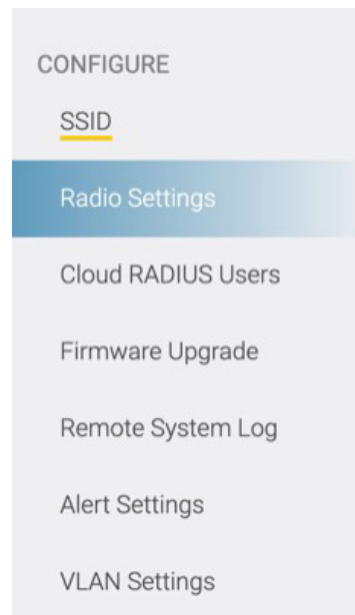 CONFIGURE
SSID
Radio Settings
Cloud RADIUS Users
Firmware Upgrade
Remote System Log
Alert Settings
VLAN Settings